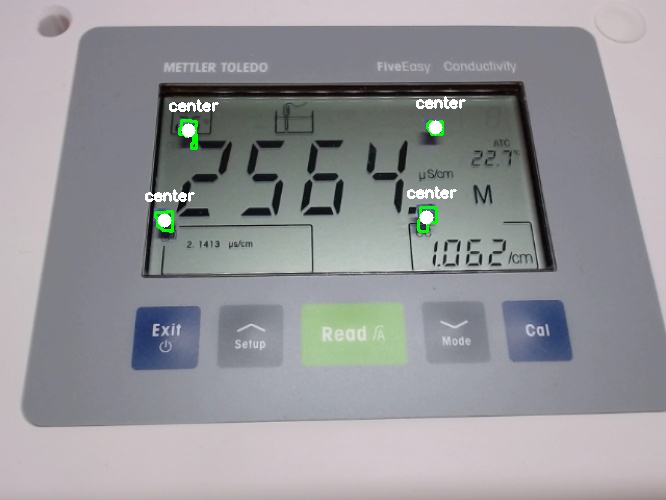 METTLER TOLEDO FiveEasy Conductivity
center center
ATC
22.7°
2564. µS/cm
M
center center
2. 1413 µs/cm
1.062/cm
Exit Setup Read Mode Cal